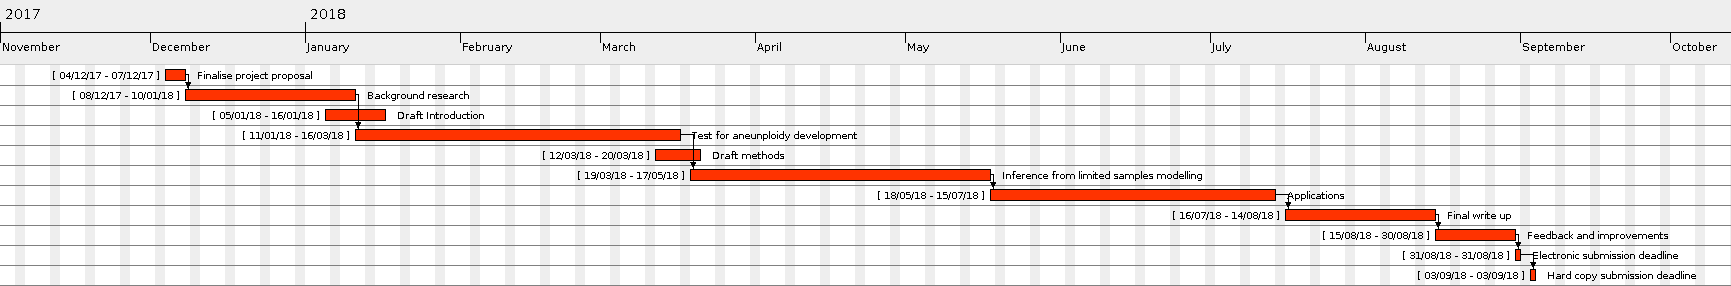 2017 2018
November December January February March April May June July August September October
[ 04/12/17 - 07/12/17 ] Finalise project proposal
[ 08/12/17 - 10/01/18 ] Background research
[ 05/01/18 - 16/01/18 ] Draft Introduction
[ 11/01/18 - 16/03/18 ] Test for aneunploidy development
[ 12/03/18 - 20/03/18 ] Draft methods
[ 19/03/18 - 17/05/18 ] Inference from limited samples modelling
[ 18/05/18 - 15/07/18 ] Applications
[ 16/07/18 - 14/08/18 ] Final write up
[ 15/08/18 - 30/08/18 ] Feedback and improvements
[ 31/08/18 - 31/08/18 ] Electronic submission deadline
[ 03/09/18 - 03/09/18 ] Hard copy submission deadline